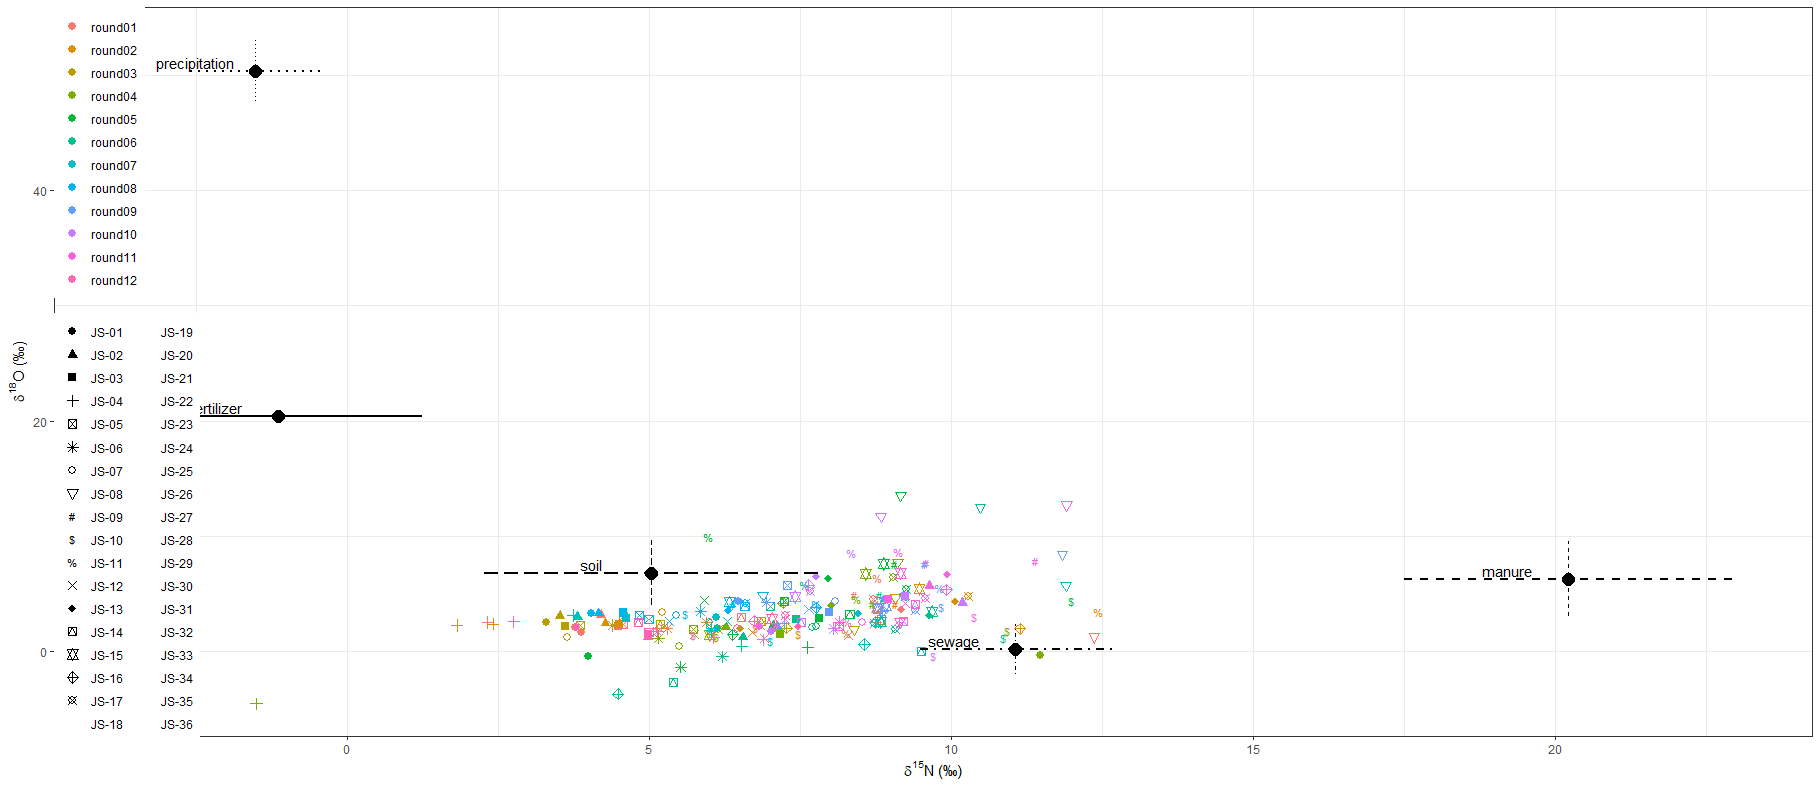 round01
round02
round03
round04
round05
round06
round07
round08
round09
round10
round11
round12
precipitation
40
20
0
δ18O (‰)
JS-01 JS-19
JS-02 JS-20
JS-03 JS-21
JS-04 JS-22
JS-05 JS-23
JS-06 JS-24
JS-07 JS-25
JS-08 JS-26
# JS-09 JS-27
$ JS-10 JS-28
% JS-11 JS-29
JS-12 JS-30
JS-13 JS-31
JS-14 JS-32
JS-15 JS-33
JS-16 JS-34
JS-17 JS-35
JS-18 JS-36
ertilizer
soil
manure
sewage
0 5 10 15 20
δ15N (‰)